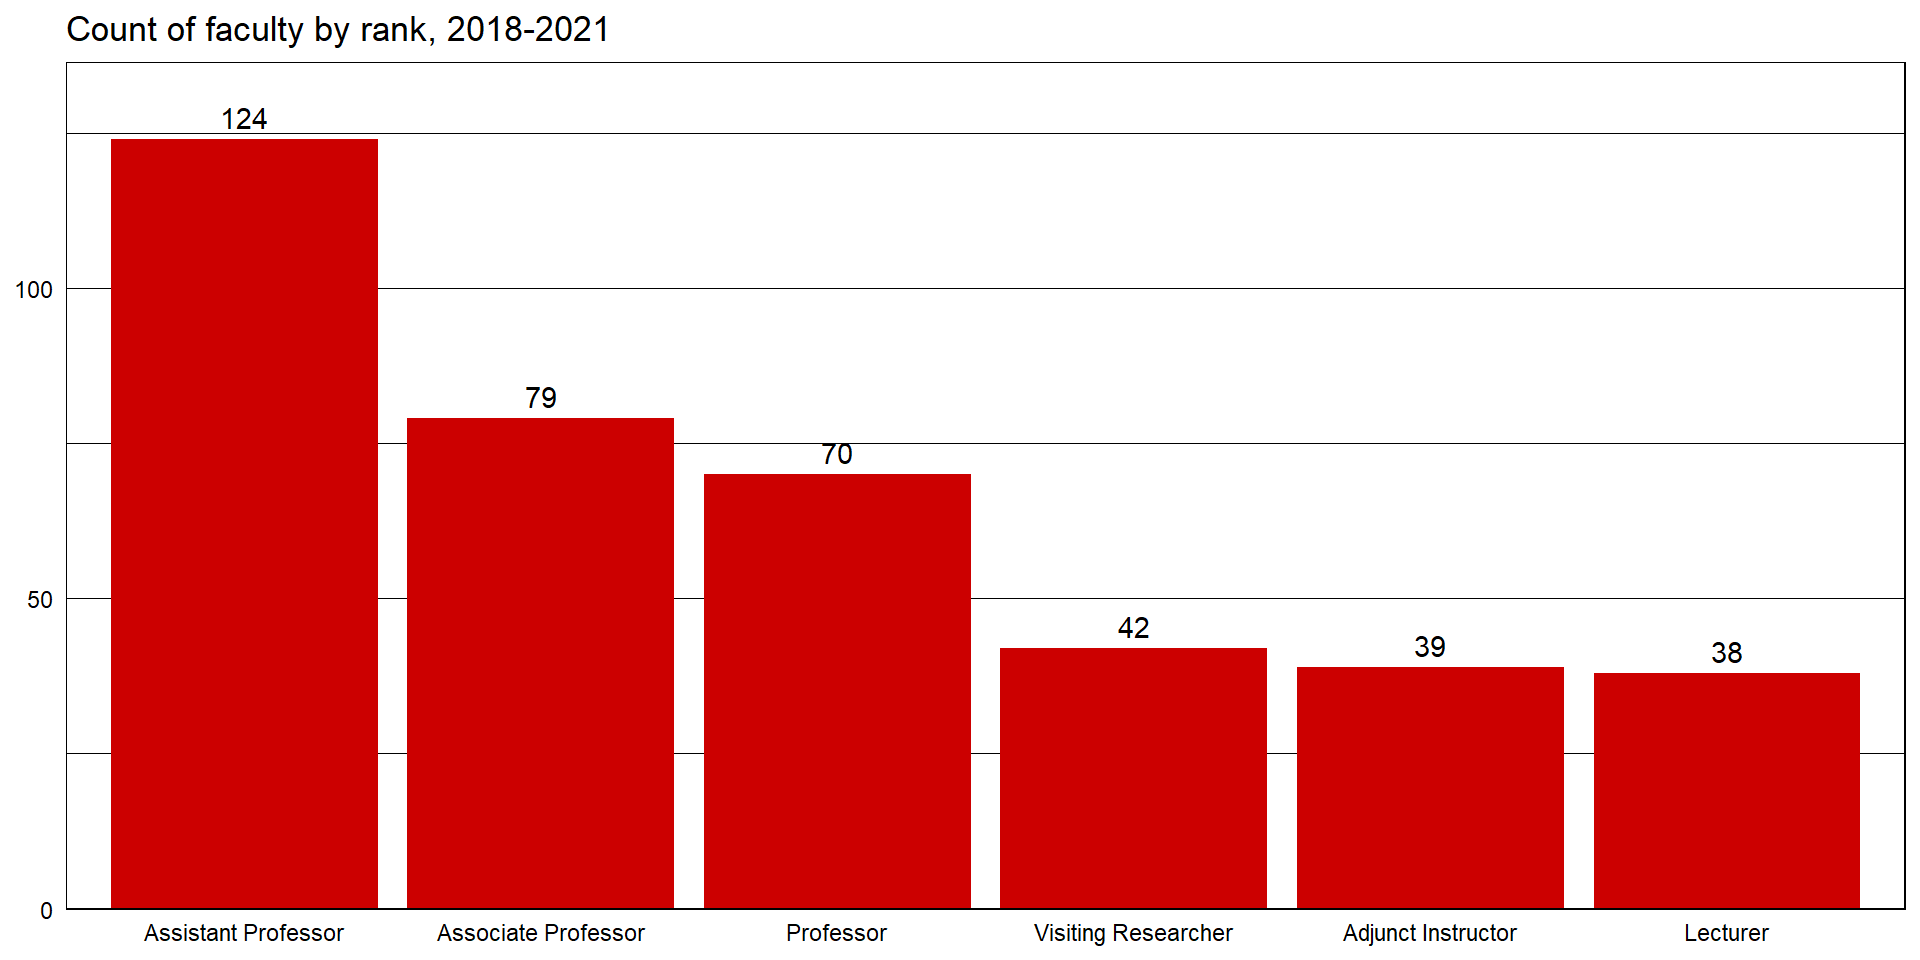 Count of faculty by rank, 2018-2021
124
79
70
42
39
38
100
50
0
Assistant Professor
Associate Professor
Professor
Visiting Researcher
Adjunct Instructor
Lecturer